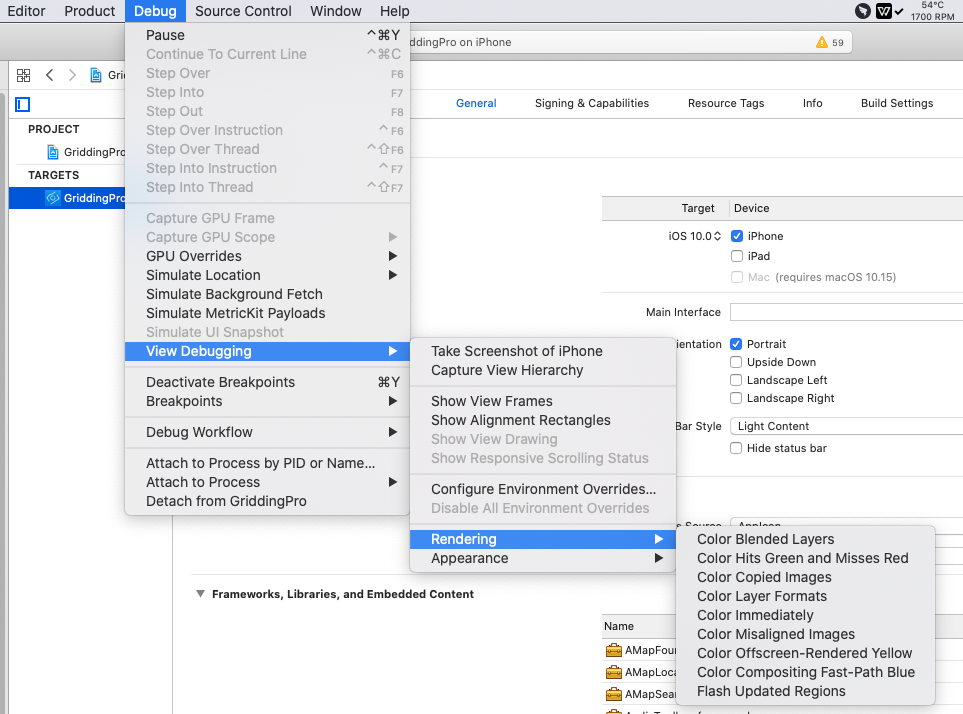 Editor Product Debug Source Control Window Help 54°C
1700 RPM
Pause ^⌘Y
Continue To Current Line ^⌘C
Step Over F6
Step Into F7
Step Out F8
Step Over Instruction ^F6
Step Over Thread ^⇧F6
Step Into Instruction ^F7
Step Into Thread ^⇧F7
Capture GPU Frame
Capture GPU Scope
GPU Overrides
Simulate Location
Simulate Background Fetch
Simulate MetricKit Payloads
Simulate UI Snapshot
View Debugging
Deactivate Breakpoints ⌘Y
Breakpoints
Debug Workflow
Attach to Process by PID or Name...
Attach to Process
Detach from GriddingPro
Take Screenshot of iPhone
Capture View Hierarchy
Show View Frames
Show Alignment Rectangles
Show View Drawing
Show Responsive Scrolling Status
Configure Environment Overrides...
Disable All Environment Overrides
Rendering
Appearance
Color Blended Layers
Color Hits Green and Misses Red
Color Copied Images
Color Layer Formats
Color Immediately
Color Misaligned Images
Color Offscreen-Rendered Yellow
Color Compositing Fast-Path Blue
Flash Updated Regions
ddingPro on iPhone 59
Gri
General Signing & Capabilities Resource Tags Info Build Settings
PROJECT
GriddingPro
TARGETS
GriddingPro
Target Device
iOS 10.0 iPhone
iPad
Mac (requires macOS 10.15)
Main Interface
ientation Portrait
Upside Down
Landscape Left
Landscape Right
Bar Style Light Content
Hide status bar
s Source AppIcon
Frameworks, Libraries, and Embedded Content
Name
AMapFou
AMapLoca
AMapSea